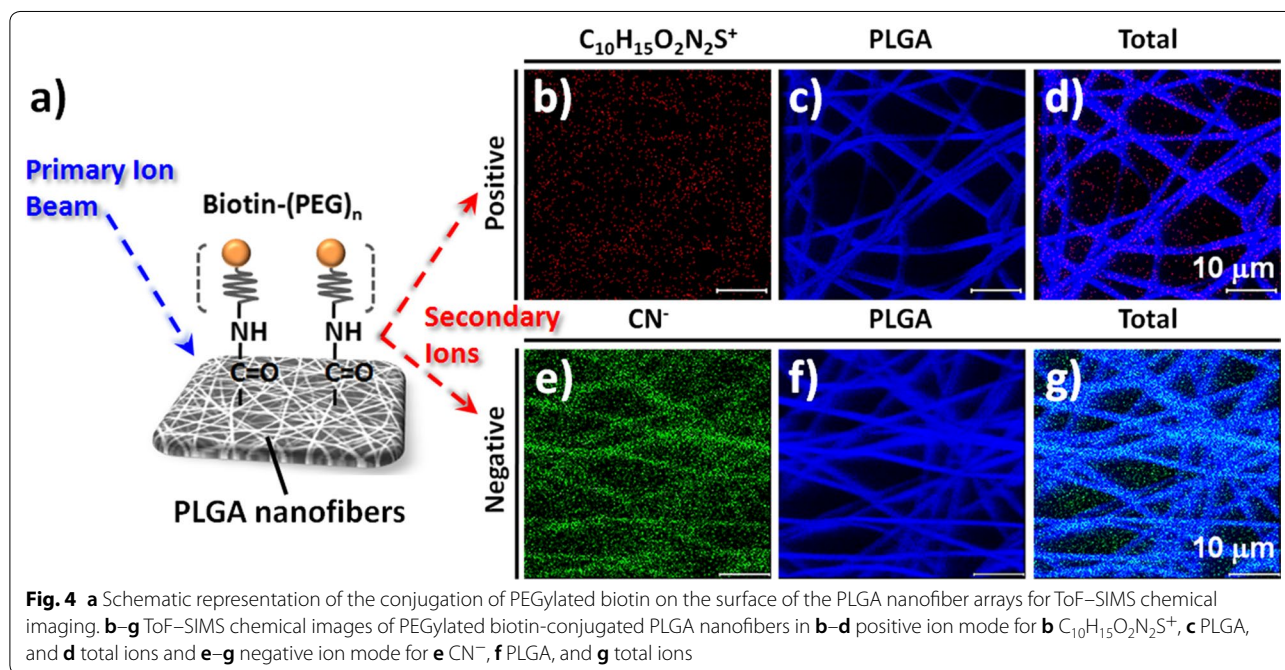 a)
Primary Ion
Beam
Biotin-(PEG)n
NH
NH
C=O
C=O
PLGA nanofibers
Secondary
Ions
Positive
C₁₀H₁₅O₂N₂S⁺
PLGA
Total
b)
c)
d)
10 μm
Negative
CN⁻
PLGA
Total
e)
f)
g)
10 μm
Fig. 4 a Schematic representation of the conjugation of PEGylated biotin on the surface of the PLGA nanofiber arrays for ToF–SIMS chemical
imaging. b–g ToF–SIMS chemical images of PEGylated biotin-conjugated PLGA nanofibers in b–d positive ion mode for b C₁₀H₁₅O₂N₂S⁺, c PLGA,
and d total ions and e–g negative ion mode for e CN⁻, f PLGA, and g total ions